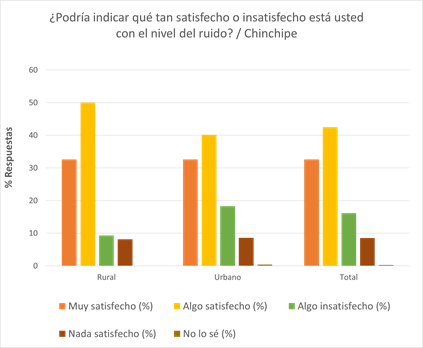 ¿Podría indicar qué tan satisfecho o insatisfecho está usted
con el nivel del ruido? / Chinchipe
% Respuestas
60
50
40
30
20
10
0
Rural
Urbano
Total
Muy satisfecho (%)
Algo satisfecho (%)
Algo insatisfecho (%)
Nada satisfecho (%)
No lo sé (%)